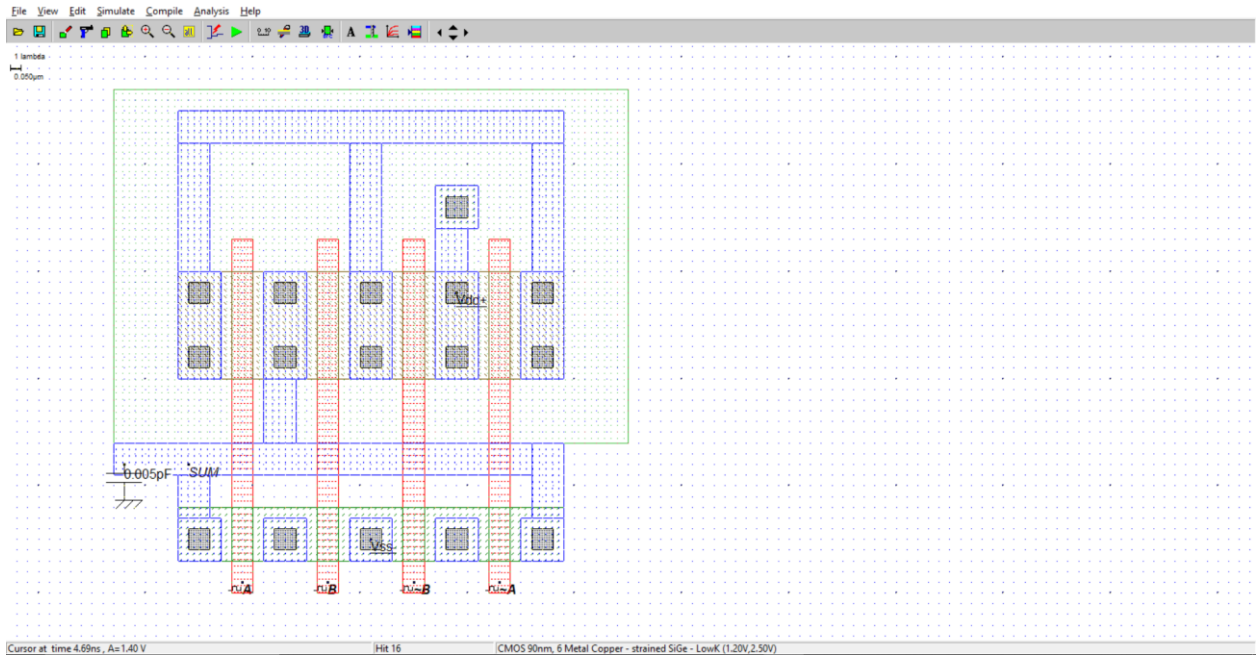 File View Edit Simulate Compile Analysis Help
1 lambda
0.050µm
Vdd+
0.005pF
SUM
Vss-
A
B
~B
~A
Cursor at time 4.69ns , A=1.40 V
Hit 16
CMOS 90nm, 6 Metal Copper - strained SiGe - LowK (1.20V,2.50V)